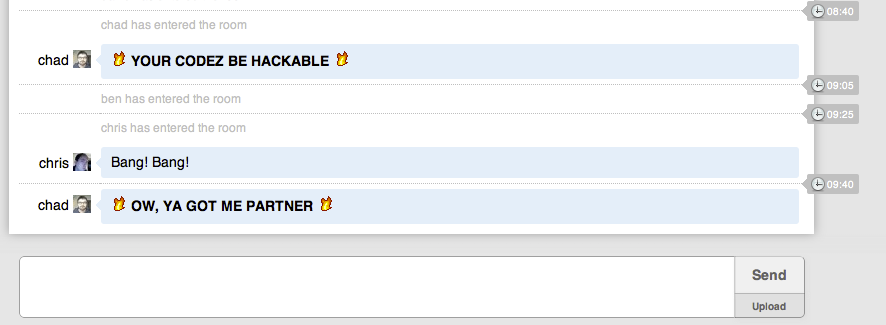 08:40
chad has entered the room
chad YOUR CODEZ BE HACKABLE
09:05
ben has entered the room
09:25
chris has entered the room
chris Bang! Bang!
09:40
chad OW, YA GOT ME PARTNER
Send
Upload